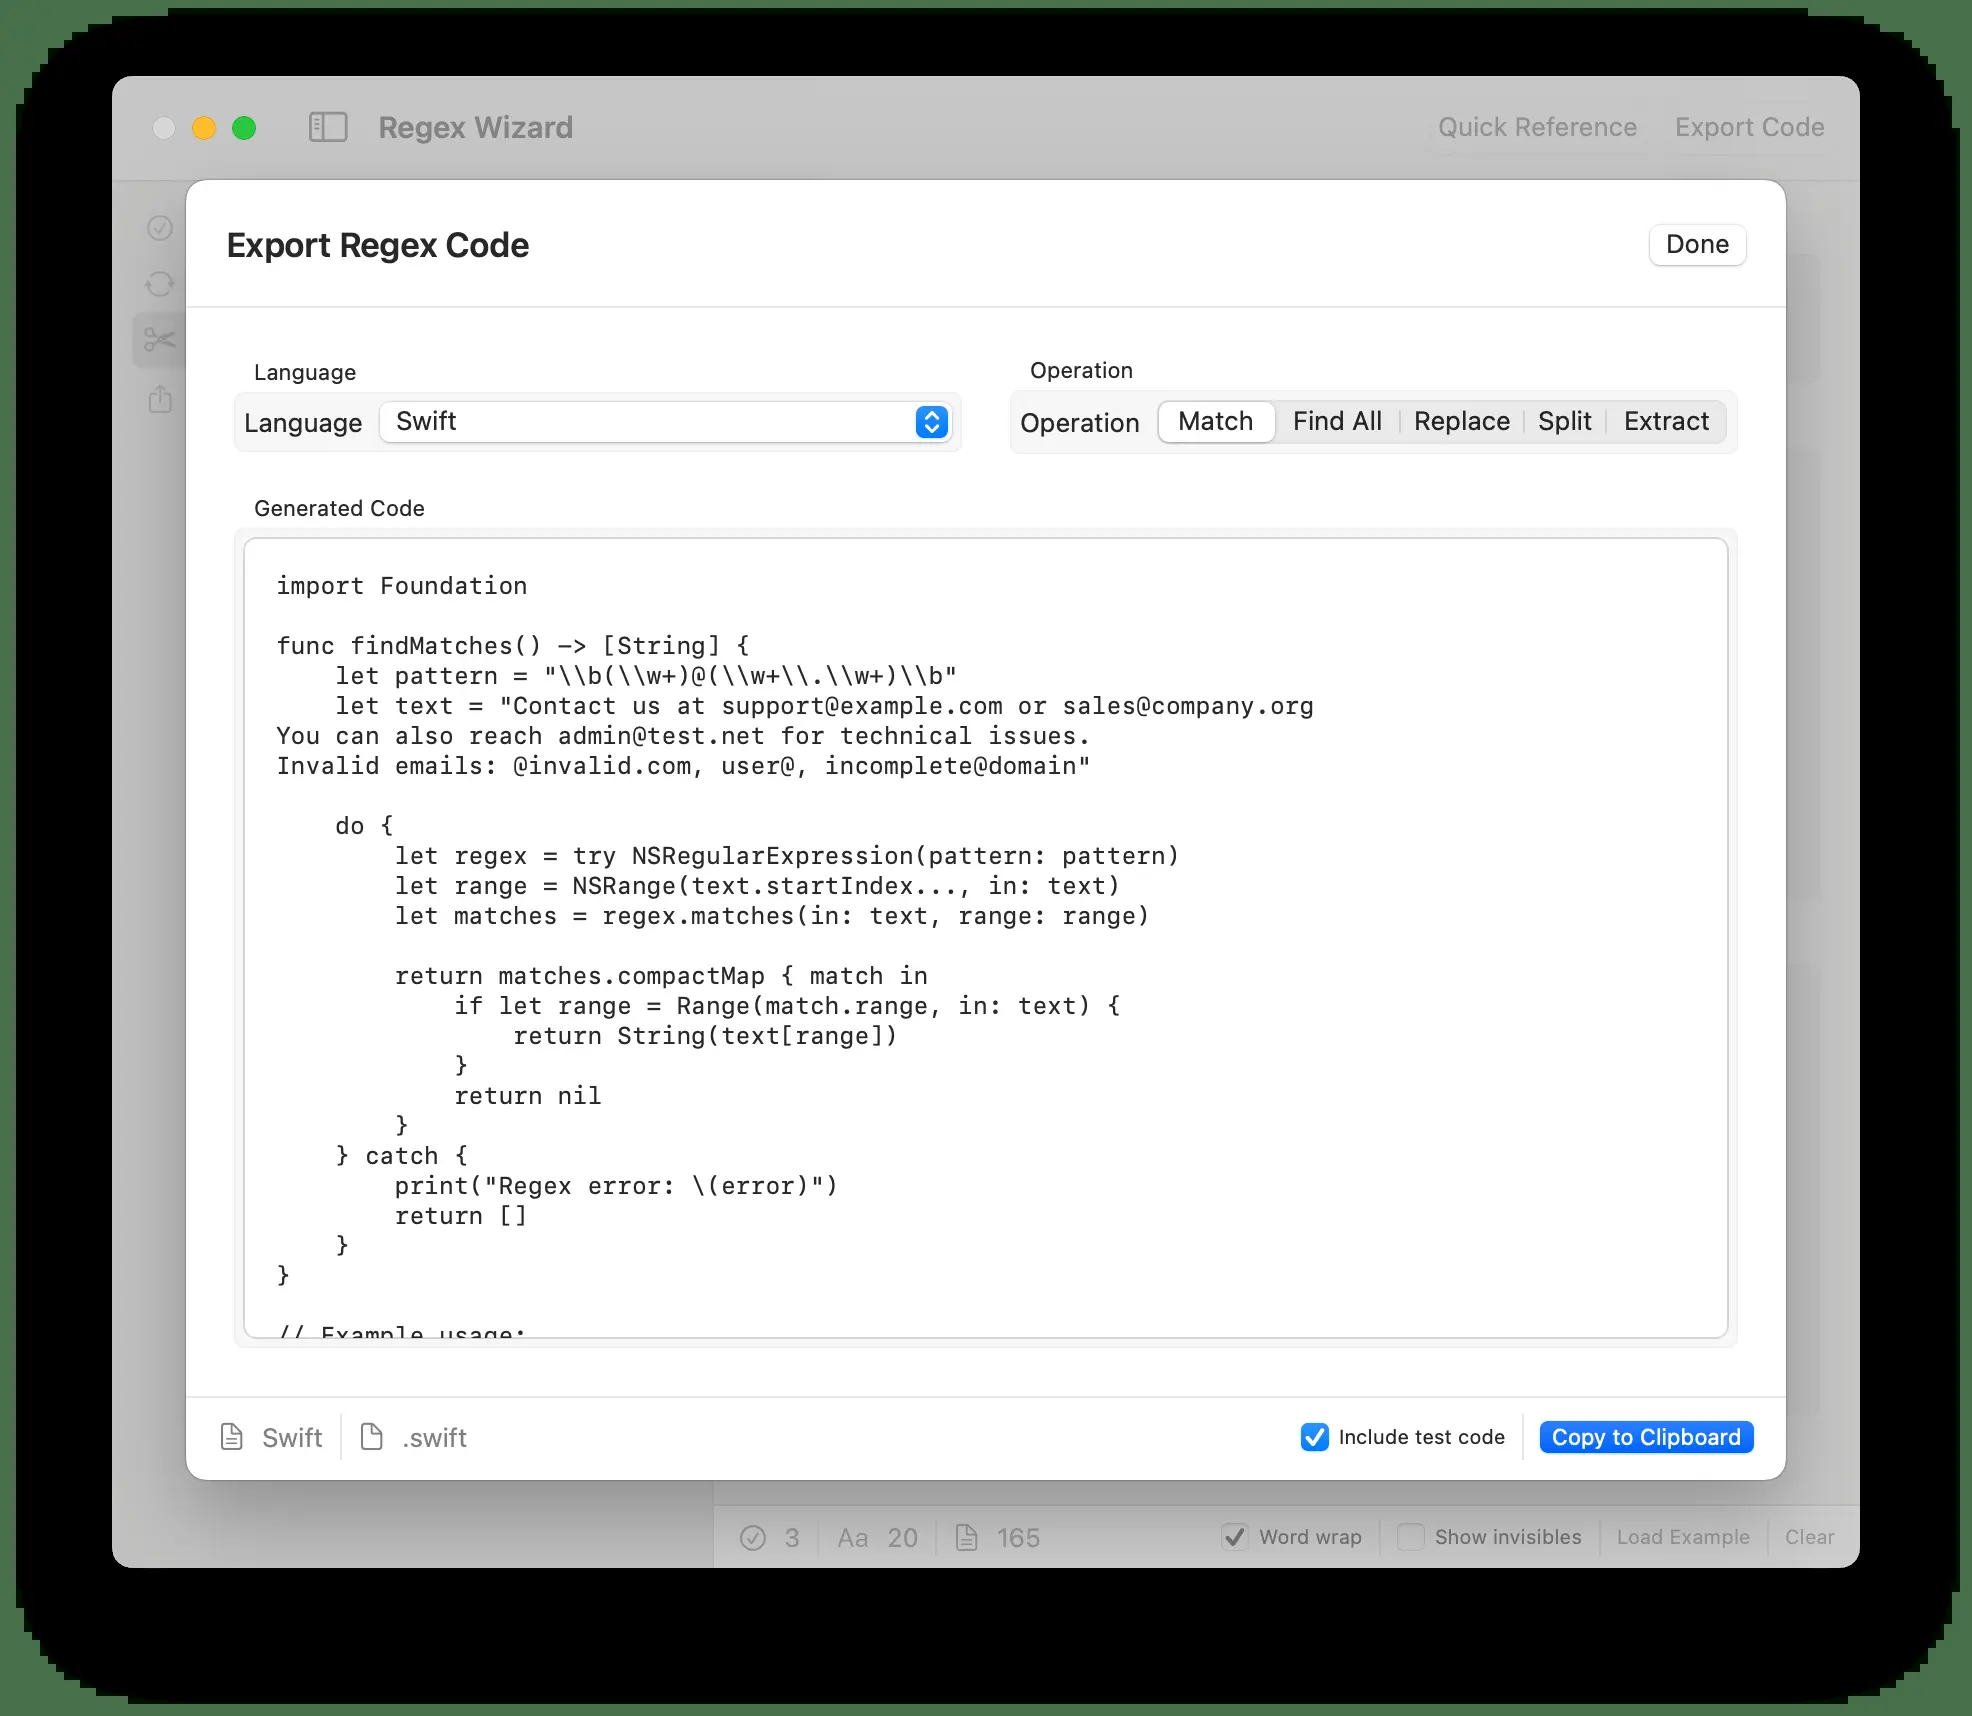 Regex Wizard
Quick Reference
Export Code
Export Regex Code
Done
Language
Operation
Language Swift
Operation Match Find All Replace Split Extract
Generated Code
import Foundation
func findMatches() -> [String] {
    let pattern = "\\b(\\w+)@(\\w+\\.\\w+)\\b"
    let text = "Contact us at support@example.com or sales@company.org
You can also reach admin@test.net for technical issues.
Invalid emails: @invalid.com, user@, incomplete@domain"
    do {
        let regex = try NSRegularExpression(pattern: pattern)
        let range = NSRange(text.startIndex..., in: text)
        let matches = regex.matches(in: text, range: range)
        return matches.compactMap { match in
            if let range = Range(match.range, in: text) {
                return String(text[range])
            }
            return nil
        }
    } catch {
        print("Regex error: \(error)")
        return []
    }
}
// Example usage:
Swift
.swift
Include test code
Copy to Clipboard
3
Aa 20
165
Word wrap
Show invisibles
Load Example
Clear